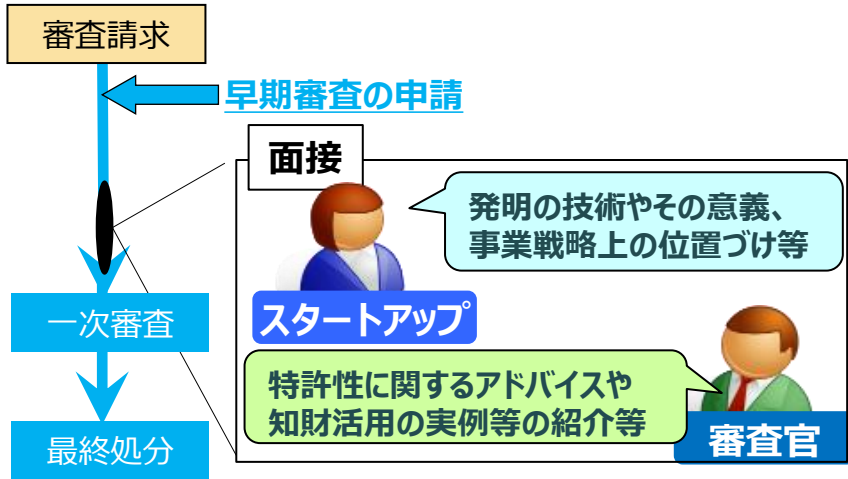 審査請求
早期審査の申請
面接
発明の技術やその意義、
事業戦略上の位置づけ等
スタートアップ
一次審査
特許性に関するアドバイスや
知財活用の実例等の紹介等
審査官
最終処分